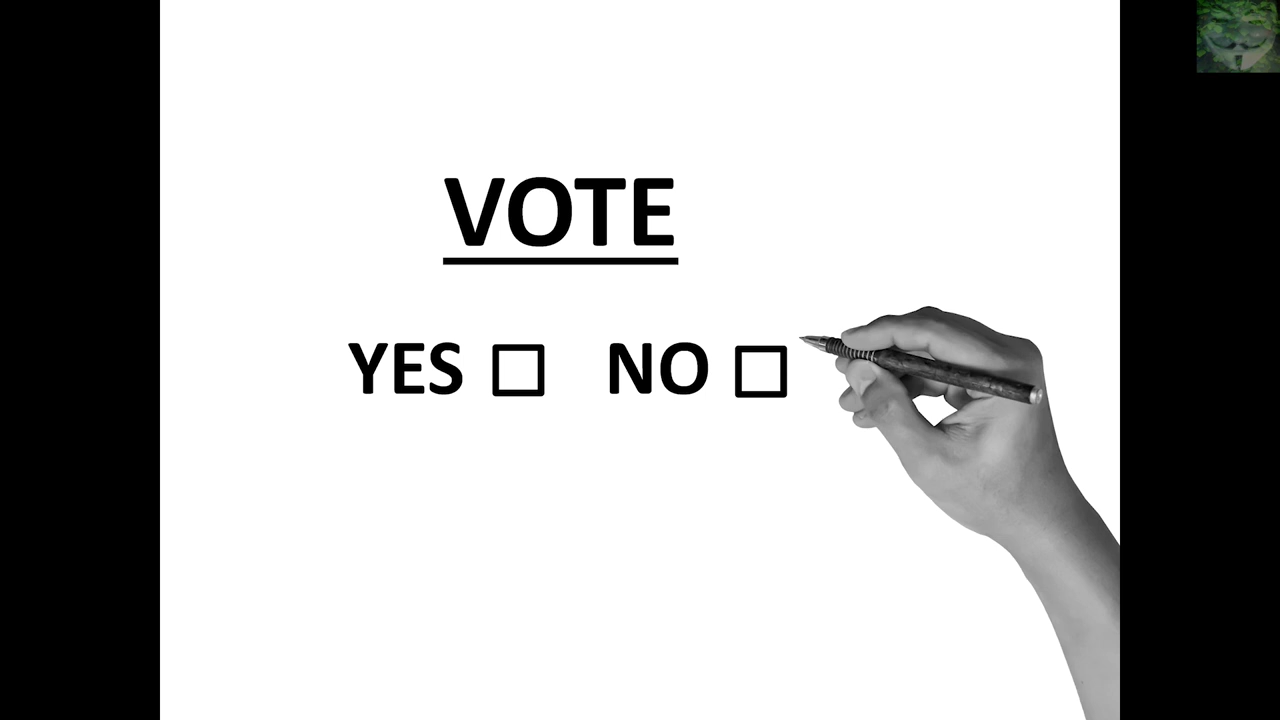 VOTE
YES □ NO □